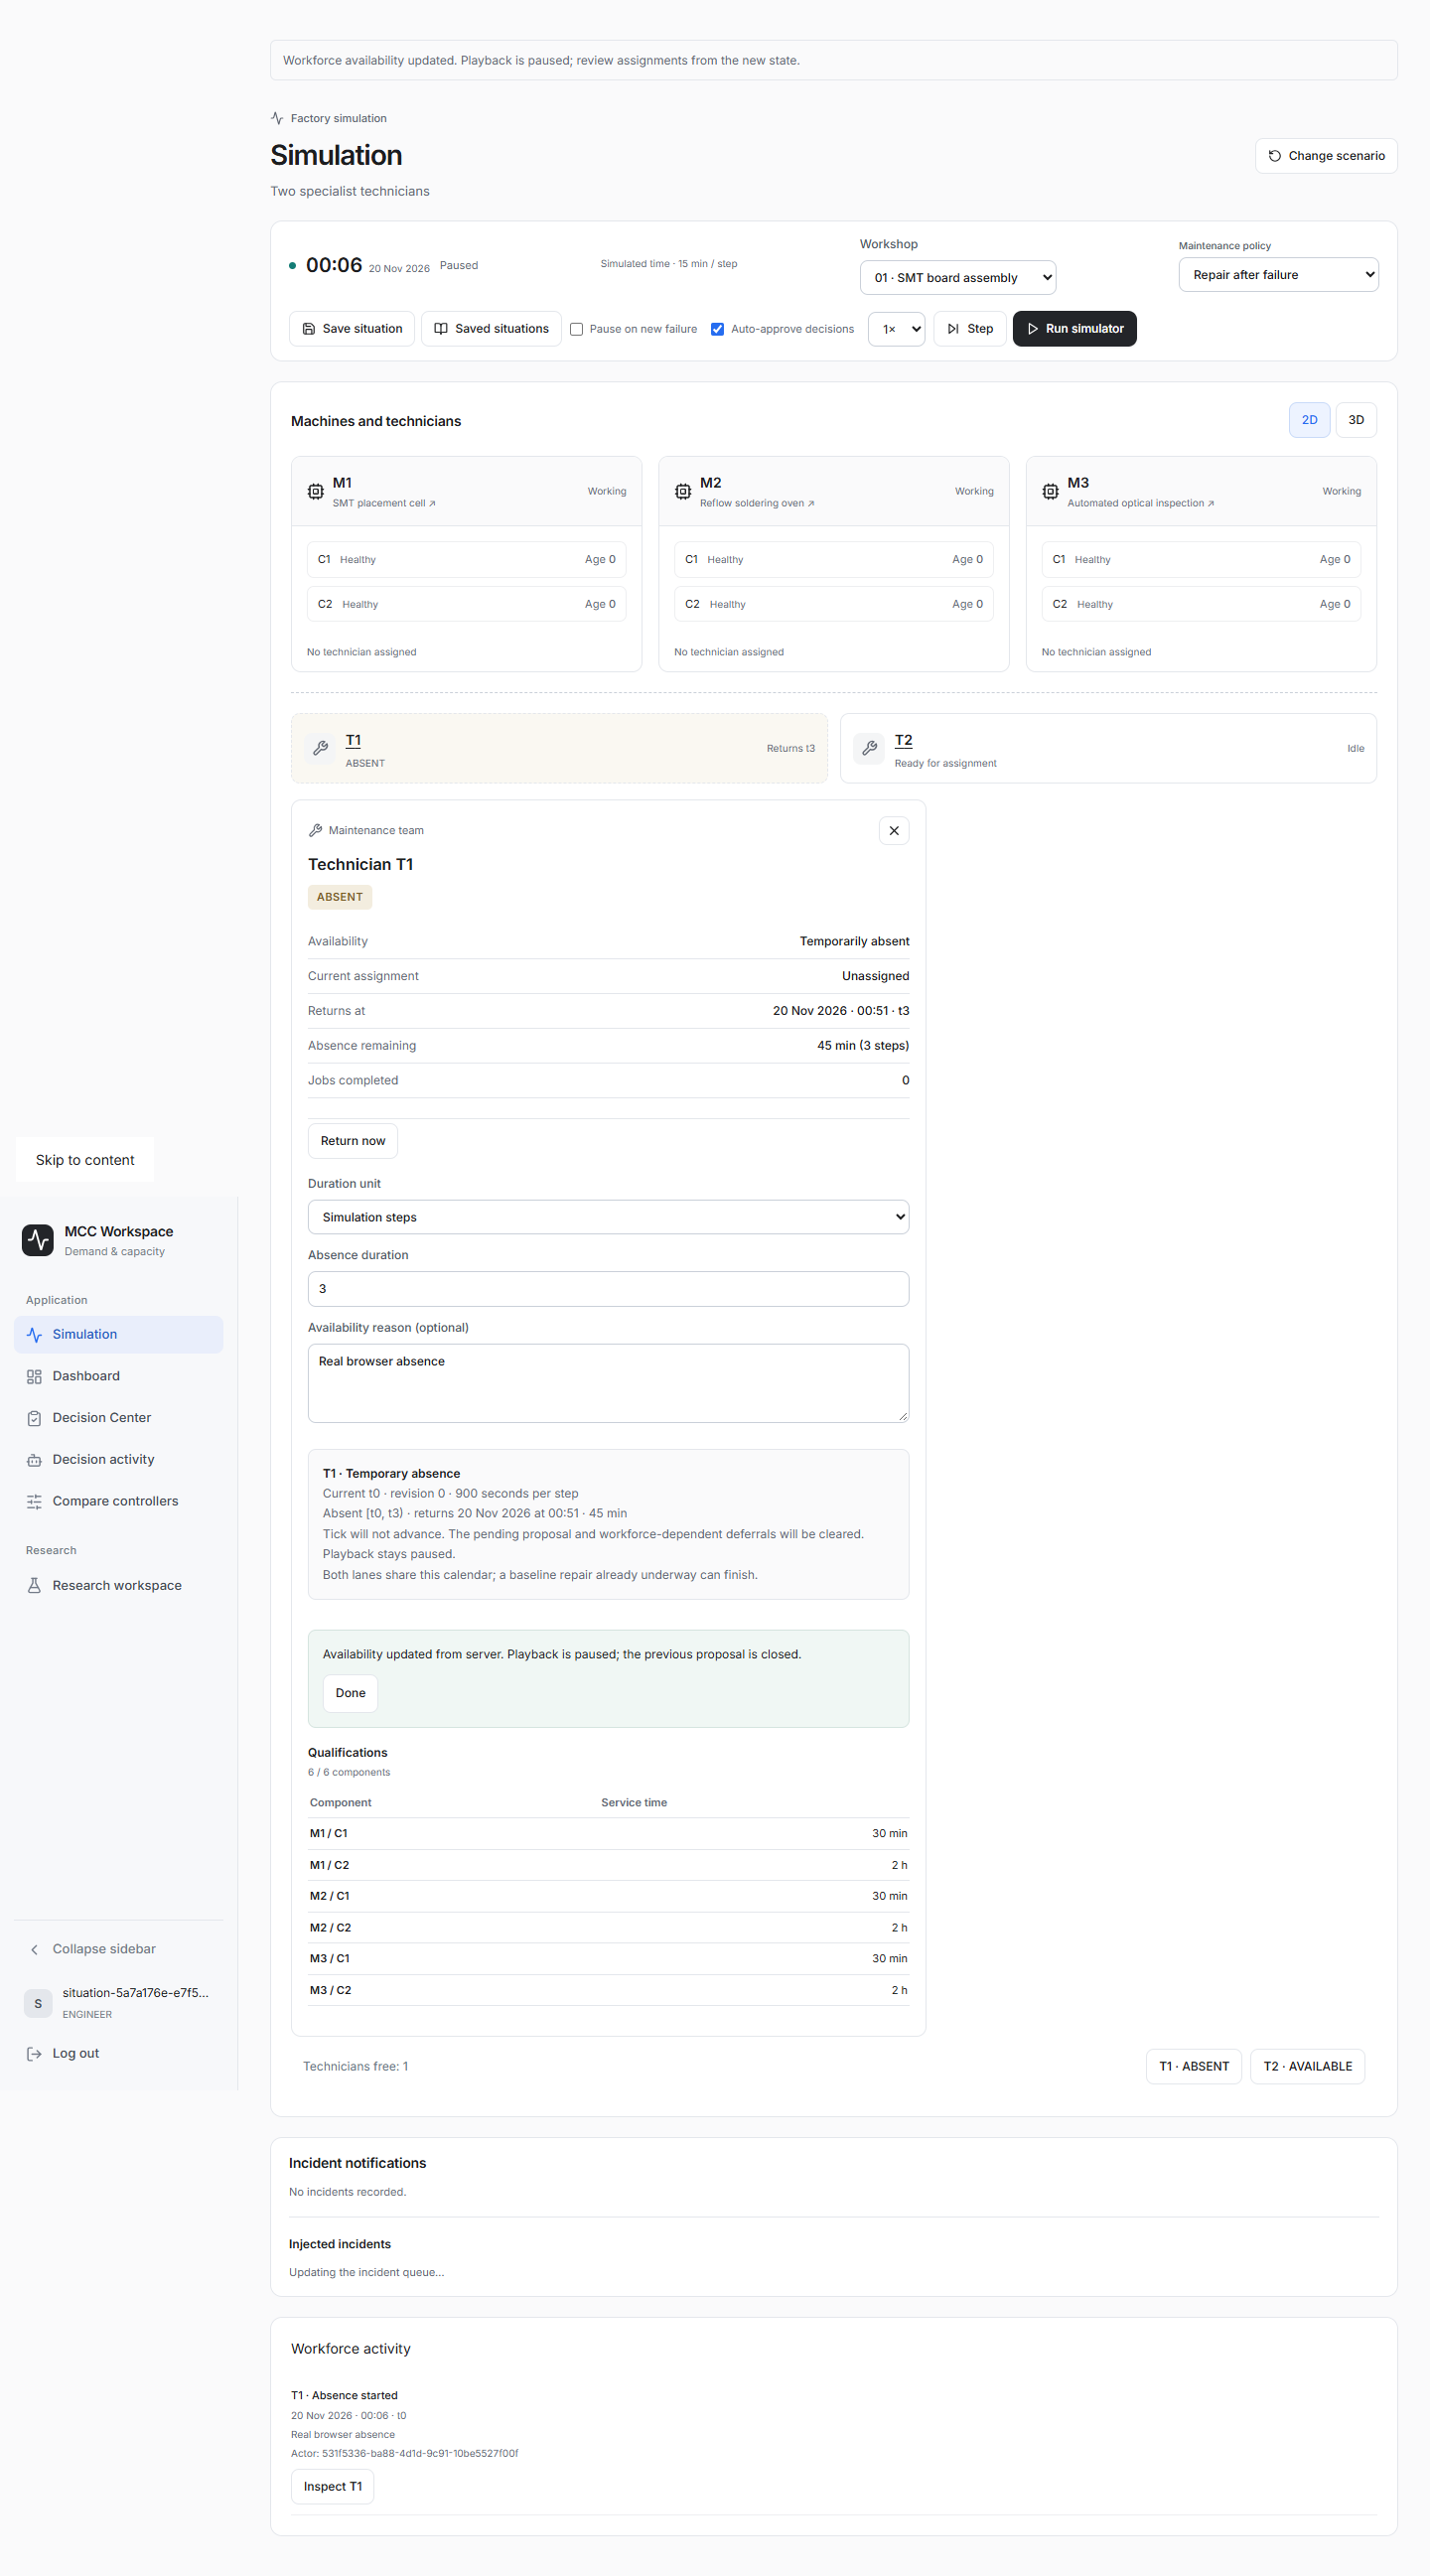 Workforce availability updated. Playback is paused; review assignments from the new state.
Factory simulation
Simulation
Change scenario
Two specialist technicians
00:06 20 Nov 2026 Paused
Simulated time · 15 min / step
Workshop
01 · SMT board assembly
Maintenance policy
Repair after failure
Save situation
Saved situations
Pause on new failure
Auto-approve decisions
1×
Step
Run simulator
Machines and technicians
2D
3D
M1
SMT placement cell ↗
Working
C1 Healthy Age 0
C2 Healthy Age 0
No technician assigned
M2
Reflow soldering oven ↗
Working
C1 Healthy Age 0
C2 Healthy Age 0
No technician assigned
M3
Automated optical inspection ↗
Working
C1 Healthy Age 0
C2 Healthy Age 0
No technician assigned
T1
ABSENT
Returns t3
T2
Ready for assignment
Idle
Maintenance team
Technician T1
ABSENT
Availability Temporarily absent
Current assignment Unassigned
Returns at 20 Nov 2026 · 00:51 · t3
Absence remaining 45 min (3 steps)
Jobs completed 0
Return now
Duration unit
Simulation steps
Absence duration
3
Availability reason (optional)
Real browser absence
T1 · Temporary absence
Current t0 · revision 0 · 900 seconds per step
Absent [t0, t3) · returns 20 Nov 2026 at 00:51 · 45 min
Tick will not advance. The pending proposal and workforce-dependent deferrals will be cleared.
Playback stays paused.
Both lanes share this calendar; a baseline repair already underway can finish.
Availability updated from server. Playback is paused; the previous proposal is closed.
Done
Qualifications
6 / 6 components
Component Service time
M1 / C1 30 min
M1 / C2 2 h
M2 / C1 30 min
M2 / C2 2 h
M3 / C1 30 min
M3 / C2 2 h
Technicians free: 1
T1 · ABSENT
T2 · AVAILABLE
Incident notifications
No incidents recorded.
Injected incidents
Updating the incident queue...
Workforce activity
T1 · Absence started
20 Nov 2026 · 00:06 · t0
Real browser absence
Actor: 531f5336-ba88-4d1d-9c91-10be5527f00f
Inspect T1
Skip to content
MCC Workspace
Demand & capacity
Application
Simulation
Dashboard
Decision Center
Decision activity
Compare controllers
Research
Research workspace
Collapse sidebar
S
situation-5a7a176e-e7f5...
ENGINEER
Log out